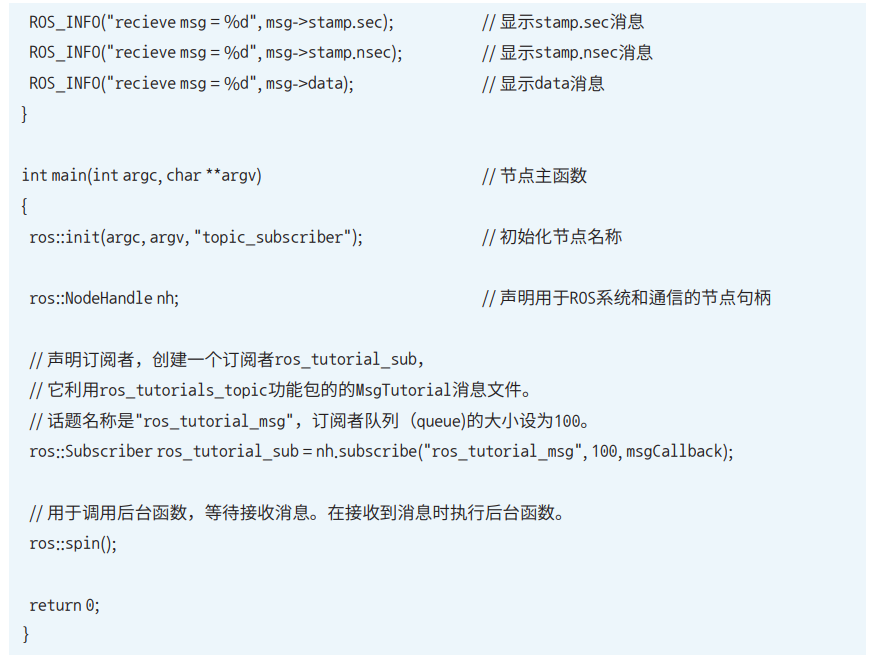 ROS_INFO("recieve msg = %d", msg->stamp.sec); // 显示stamp.sec消息
ROS_INFO("recieve msg = %d", msg->stamp.nsec); // 显示stamp.nsec消息
ROS_INFO("recieve msg = %d", msg->data); // 显示data消息
}
int main(int argc, char **argv) // 节点主函数
{
ros::init(argc, argv, "topic_subscriber"); // 初始化节点名称
ros::NodeHandle nh; // 声明用于ROS系统和通信的节点句柄
// 声明订阅者，创建一个订阅者ros_tutorial_sub，
// 它利用ros_tutorials_topic功能包的的MsgTutorial消息文件。
// 话题名称是"ros_tutorial_msg"，订阅者队列（queue)的大小设为100。
ros::Subscriber ros_tutorial_sub = nh.subscribe("ros_tutorial_msg", 100, msgCallback);
// 用于调用后台函数，等待接收消息。在接收到消息时执行后台函数。
ros::spin();
return 0;
}